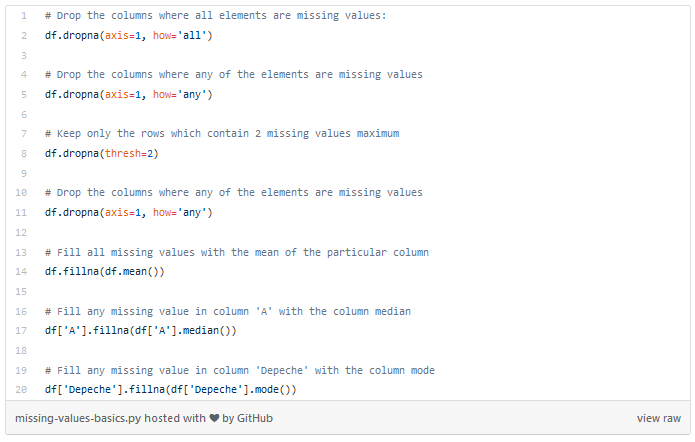 1 # Drop the columns where all elements are missing values:
2 df.dropna(axis=1, how='all')
3
4 # Drop the columns where any of the elements are missing values
5 df.dropna(axis=1, how='any')
6
7 # Keep only the rows which contain 2 missing values maximum
8 df.dropna(thresh=2)
9
10 # Drop the columns where any of the elements are missing values
11 df.dropna(axis=1, how='any')
12
13 # Fill all missing values with the mean of the particular column
14 df.fillna(df.mean())
15
16 # Fill any missing value in column 'A' with the column median
17 df['A'].fillna(df['A'].median())
18
19 # Fill any missing value in column 'Depeche' with the column mode
20 df['Depeche'].fillna(df['Depeche'].mode())
missing-values-basics.py hosted with ❤ by GitHub view raw